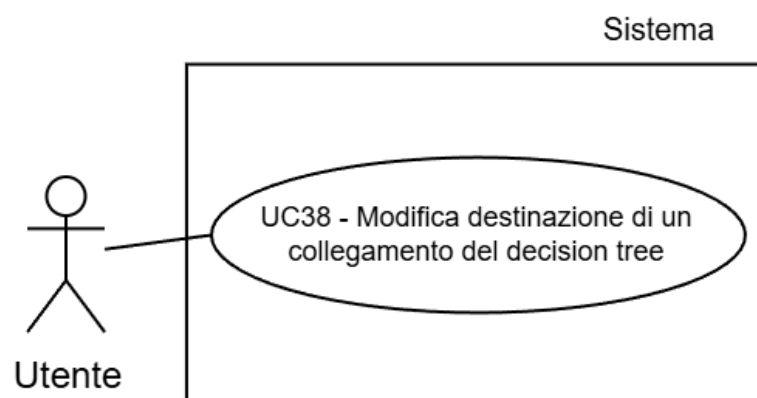 Sistema
UC38 - Modifica destinazione di un
collegamento del decision tree
Utente